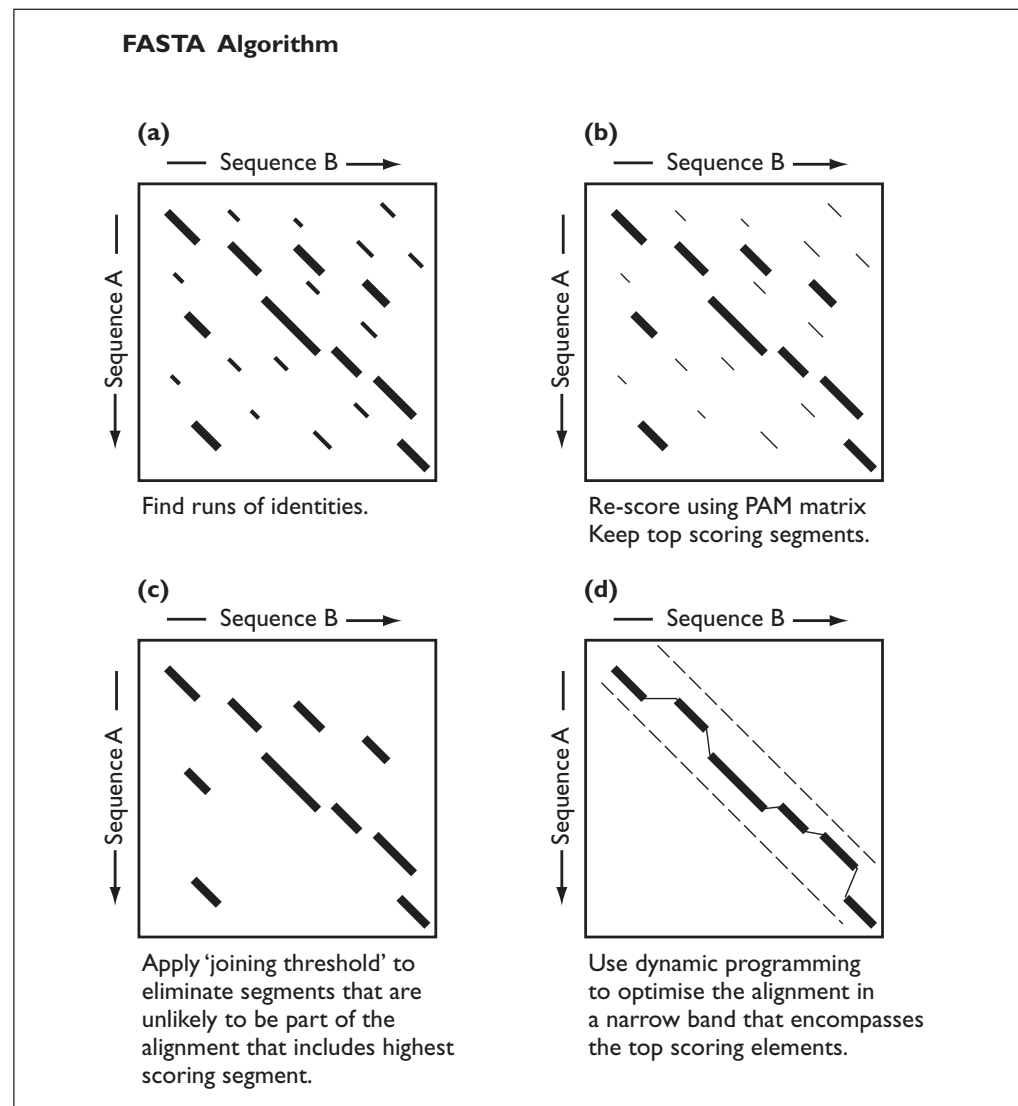 FASTA Algorithm
(a)
Sequence B
Sequence A
Find runs of identities.
(b)
Sequence B
Sequence A
Re-score using PAM matrix
Keep top scoring segments.
(c)
Sequence B
Sequence A
Apply ‘joining threshold’ to
eliminate segments that are
unlikely to be part of the
alignment that includes highest
scoring segment.
(d)
Sequence B
Sequence A
Use dynamic programming
to optimise the alignment in
a narrow band that encompasses
the top scoring elements.